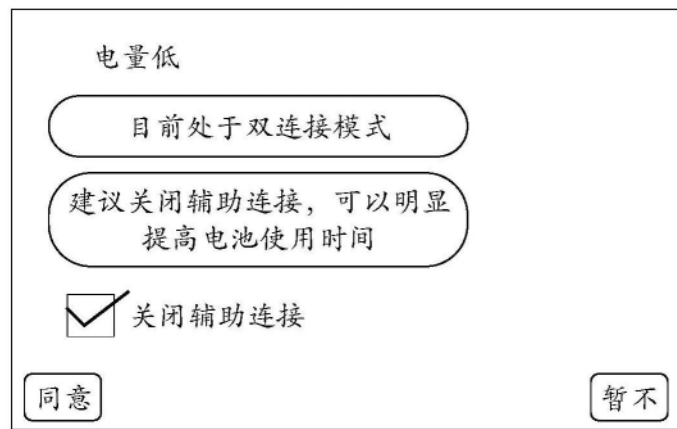 电量低
目前处于双连接模式
建议关闭辅助连接，可以明显
提高电池使用时间
关闭辅助连接
同意
暂不